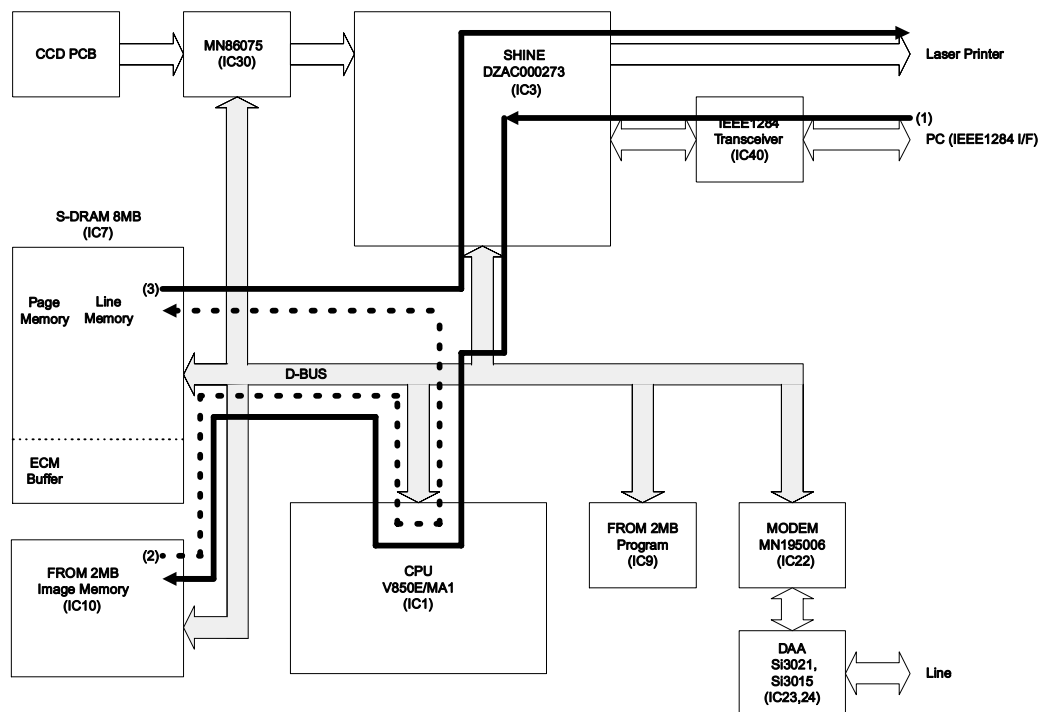 CCD PCB
MN86075
(IC30)
SHINE
DZAC000273
(IC3)
Laser Printer
IEEE1284
Transceiver
(IC40)
(1)
PC (IEEE1284 I/F)
S-DRAM 8MB
(IC7)
Page
Memory
Line
Memory
(3)
D-BUS
ECM
Buffer
(2)
FROM 2MB
Image Memory
(IC10)
CPU
V850E/MA1
(IC1)
FROM 2MB
Program
(IC9)
MODEM
MN195006
(IC22)
DAA
Si3021,
Si3015
(IC23,24)
Line